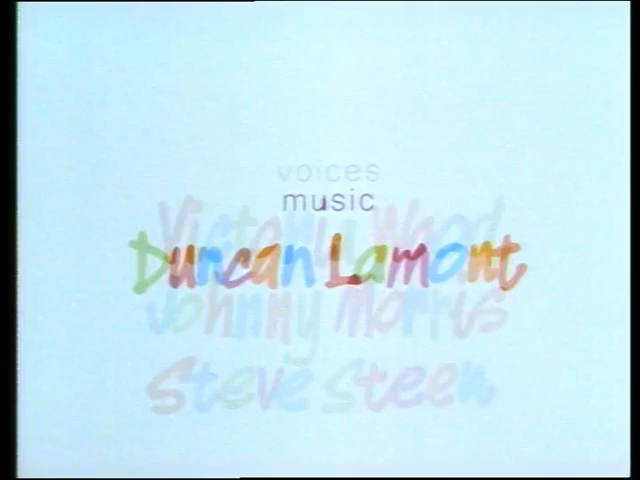 voices
music
Victoria Wood
Duncan Lamont
Johnny Morris
Steve Steen